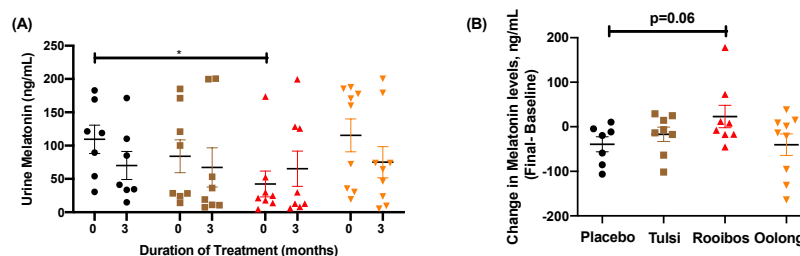 (A)
*
Urine Melatonin (ng/mL)
250
200
150
100
50
0
0 3 0 3 0 3 0 3
Duration of Treatment (months)
(B)
p=0.06
Change in Melatonin levels, ng/mL
(Final- Baseline)
200
100
0
-100
-200
Placebo Tulsi Rooibos Oolong